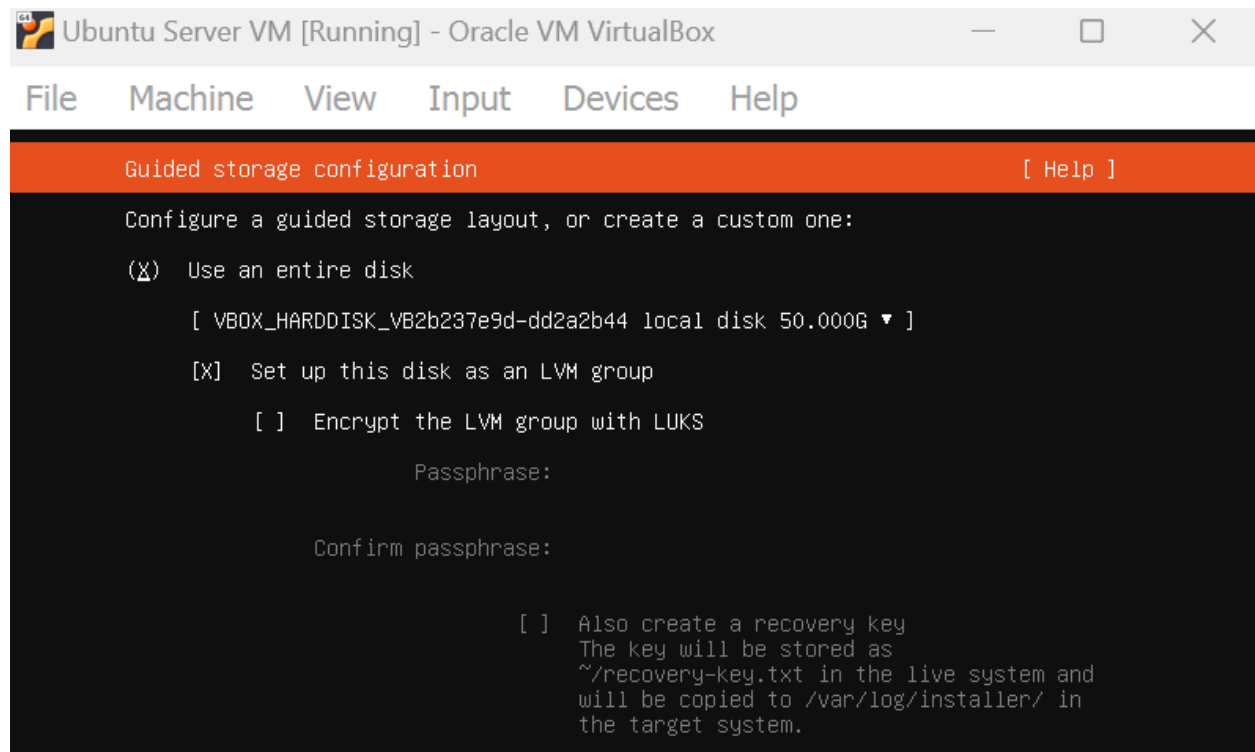 Ubuntu Server VM [Running] - Oracle VM VirtualBox
File Machine View Input Devices Help
Guided storage configuration [ Help ]
Configure a guided storage layout, or create a custom one:
(X) Use an entire disk
[ VBOX_HARDDISK_VB2b237e9d-dd2a2b44 local disk 50.000G ▾ ]
[X] Set up this disk as an LVM group
[ ] Encrypt the LVM group with LUKS
Passphrase:
Confirm passphrase:
[ ] Also create a recovery key
The key will be stored as
~/recovery-key.txt in the live system and
will be copied to /var/log/installer/ in
the target system.